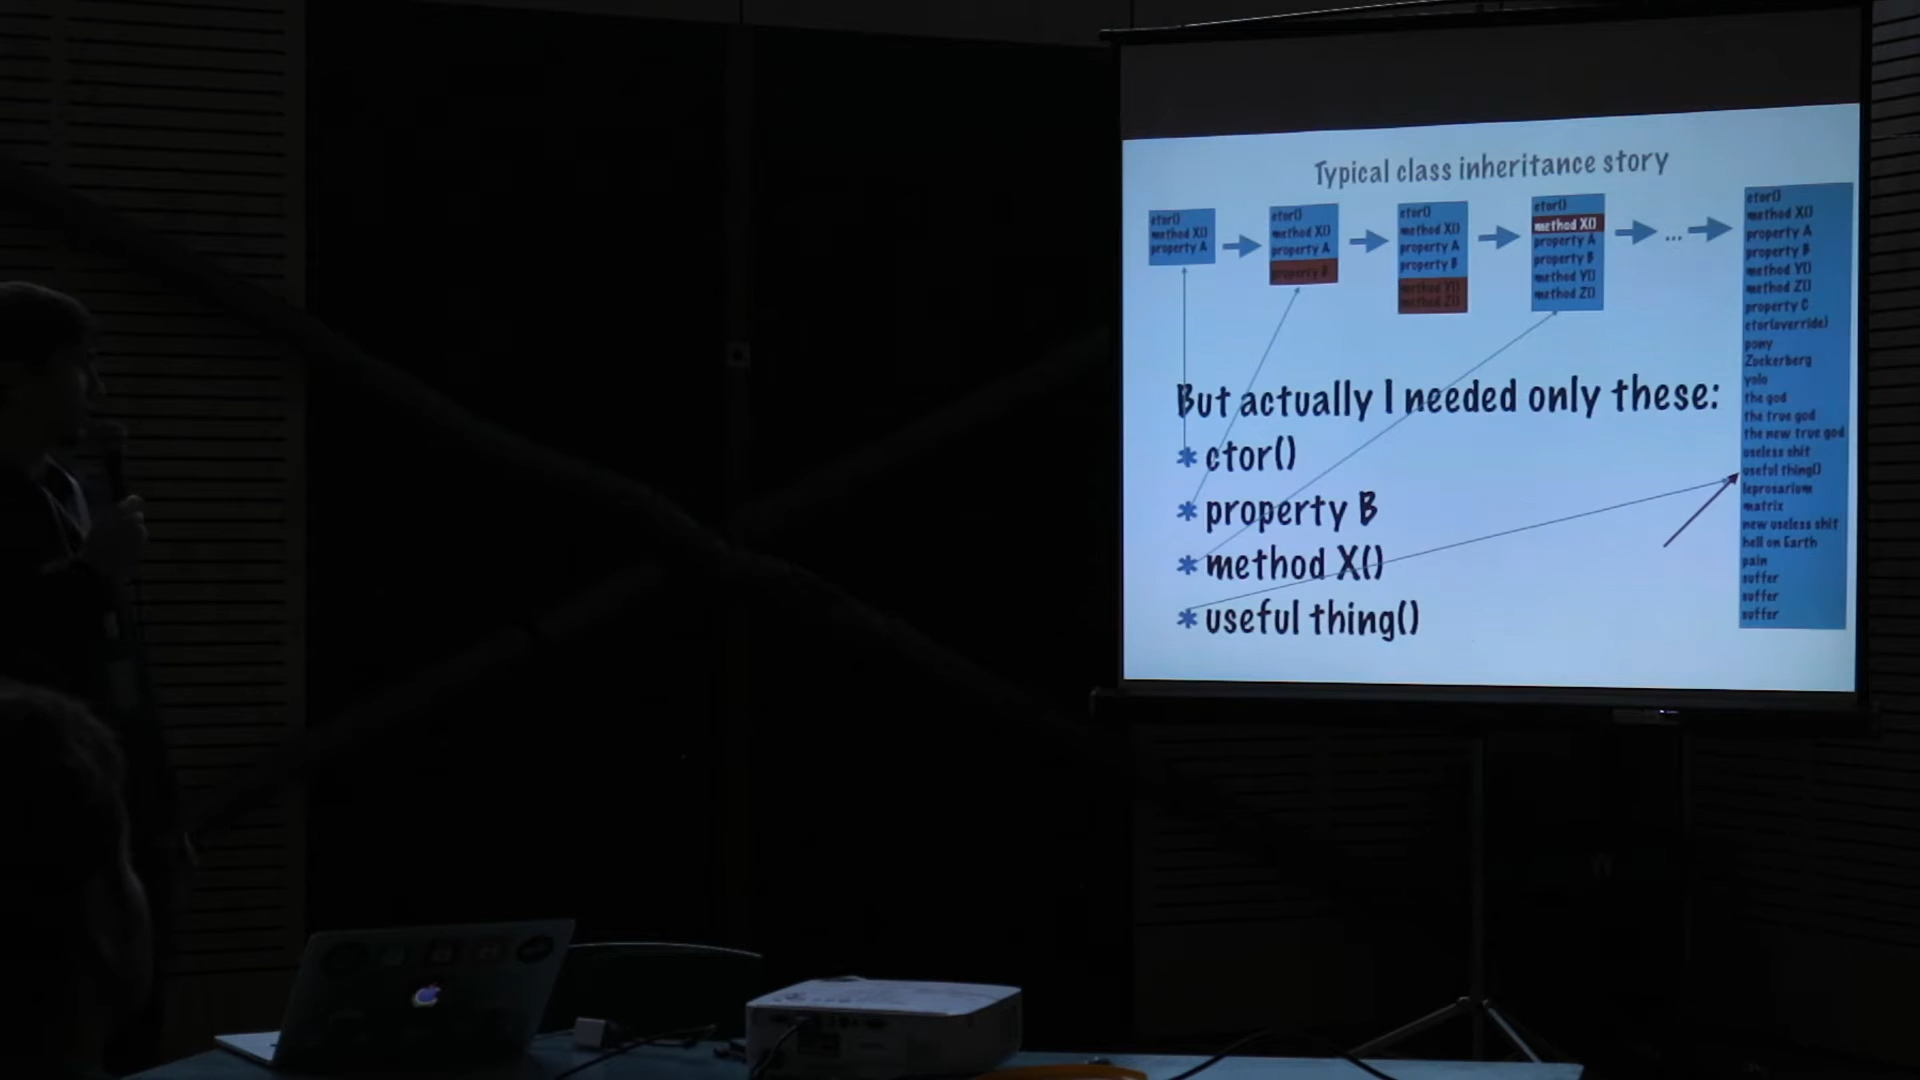 Typical class inheritance story
ctor()
method X()
property A
ctor()
method X()
property A
property B
ctor()
method X()
property A
property B
method Y()
method Z()
ctor()
method X()
property A
property B
method Y()
method Z()
...
ctor()
method X()
property A
property B
method Y()
method Z()
property C
ctor(override)
pony
Zuckerberg
yolo
the god
the true god
the new true god
useless shit
useful thing()
leprosarium
matrix
new useless shit
hell on Earth
pain
suffer
suffer
suffer
But actually I needed only these:
* ctor()
* property B
* method X()
* useful thing()